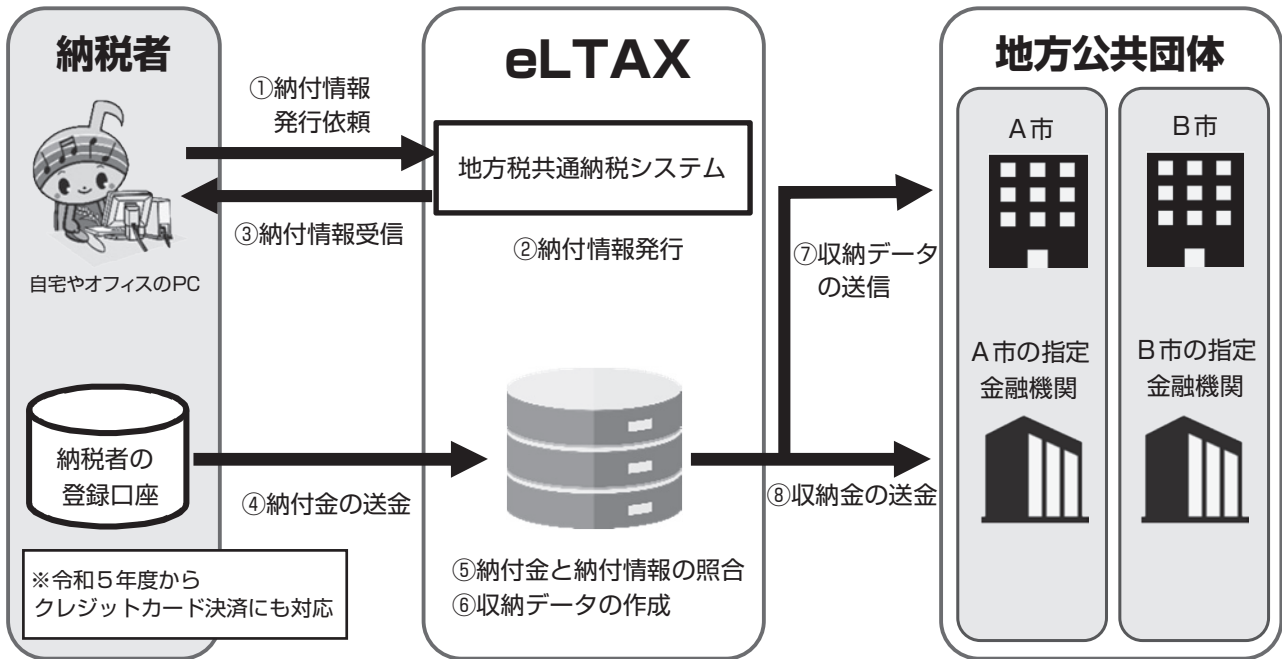 納税者
自宅やオフィスのPC
①納付情報
発行依頼
③納付情報受信
納税者の
登録口座
④納付金の送金
※令和5年度から
クレジットカード決済にも対応
eLTAX
地方税共通納税システム
②納付情報発行
⑤納付金と納付情報の照合
⑥収納データの作成
⑦収納データ
の送信
⑧収納金の送金
地方公共団体
A市
A市の指定
金融機関
B市
B市の指定
金融機関